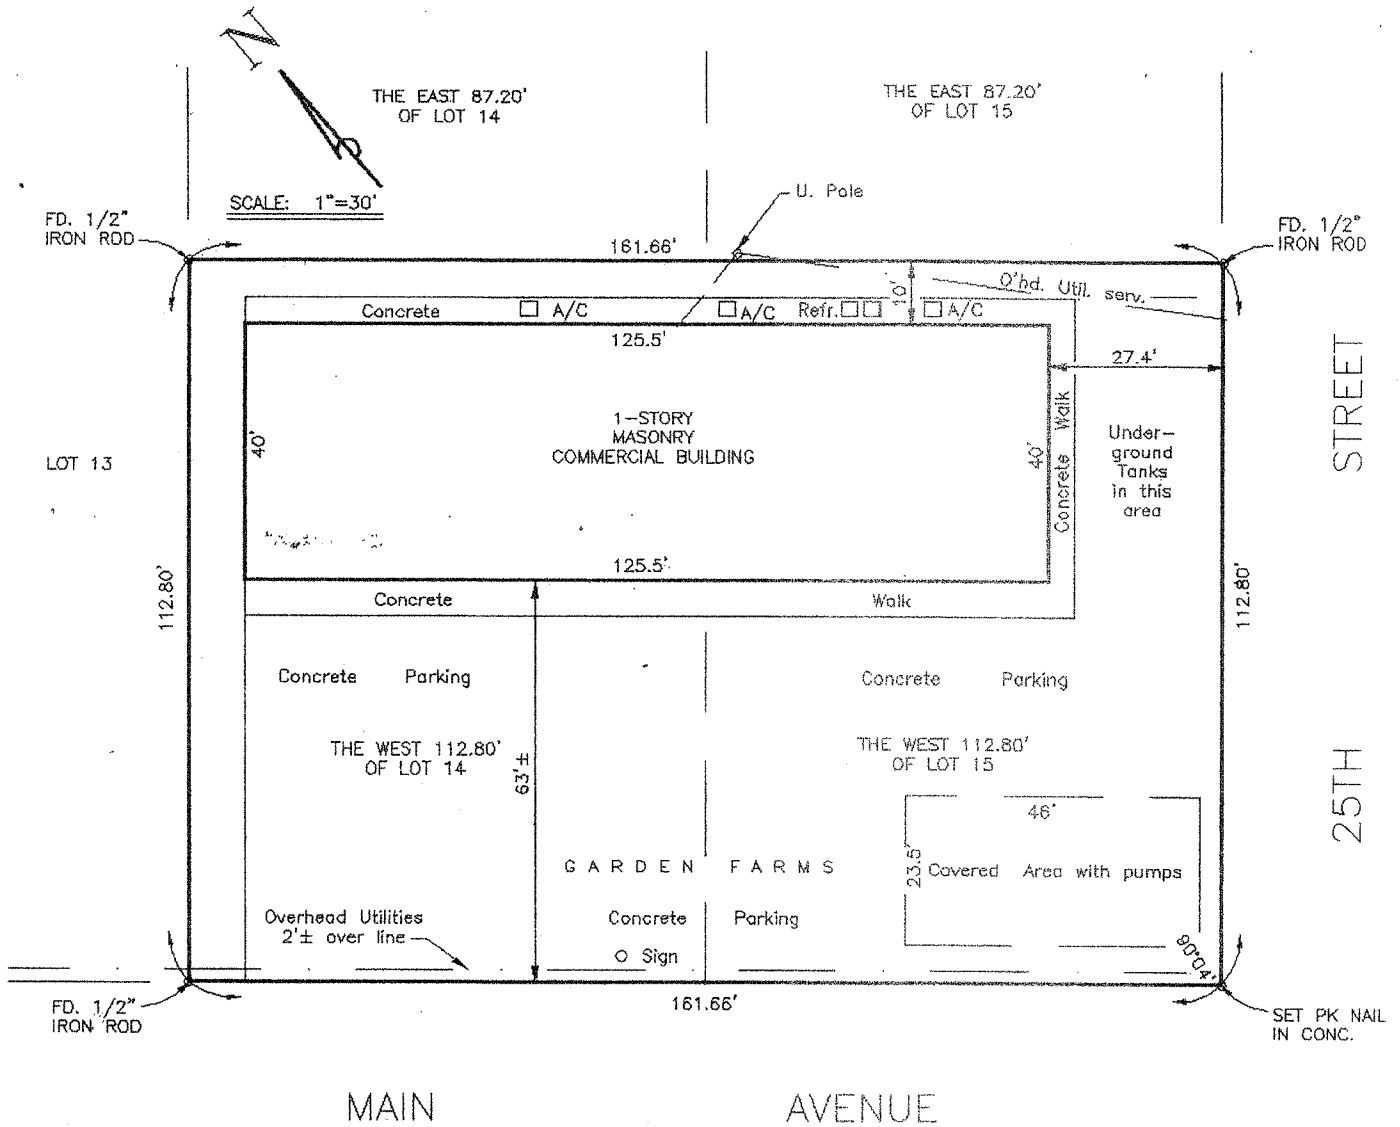 N
THE EAST 87.20'
OF LOT 14
THE EAST 87.20'
OF LOT 15
SCALE: 1"=30'
U. Pole
FD. 1/2"
IRON ROD
FD. 1/2"
IRON ROD
161.66'
O'hd. Util. serv.
10'
Concrete
A/C
A/C
Refr.
A/C
125.5'
27.4'
1-STORY
MASONRY
COMMERCIAL BUILDING
40'
40'
Concrete Walk
Under-
ground
Tanks
in this
area
LOT 13
STREET
125.5'
Concrete Walk
112.80'
112.80'
Concrete Parking
Concrete Parking
THE WEST 112.80'
OF LOT 14
THE WEST 112.80'
OF LOT 15
63'±
25TH
46'
23.5'
Covered Area with pumps
GARDEN FARMS
Concrete Parking
Overhead Utilities
2'± over line
Sign
90°04'
161.66'
FD. 1/2"
IRON ROD
SET PK NAIL
IN CONC.
MAIN AVENUE